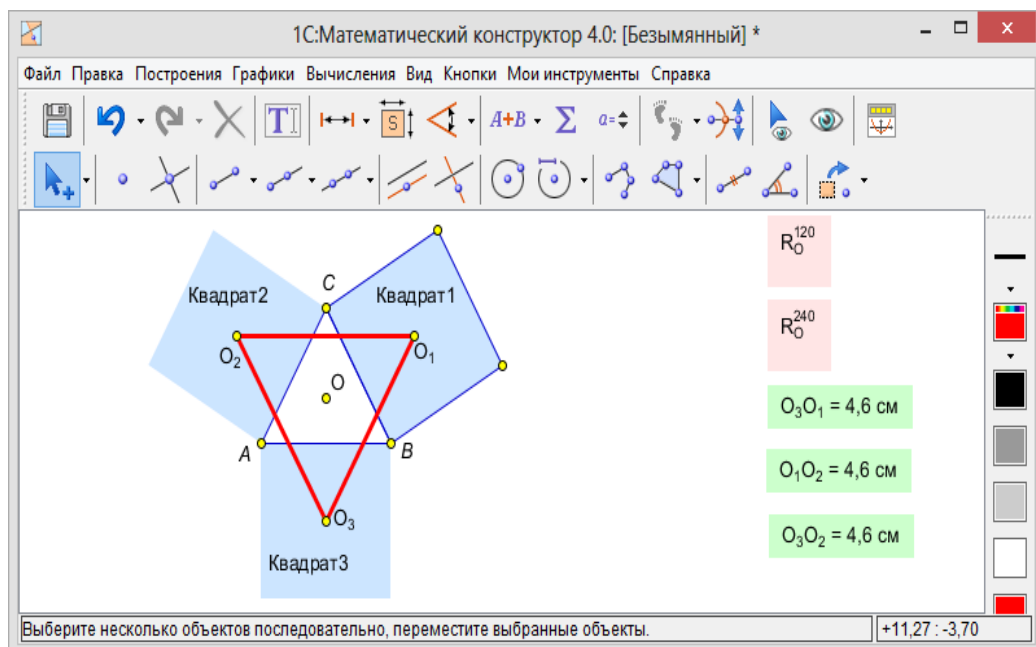 1С:Математический конструктор 4.0: [Безымянный] *
Файл Правка Построения Графики Вычисления Вид Кнопки Мои инструменты Справка
T
S
A+B
Σ
a=
Квадрат2
C
Квадрат1
O₂
O₁
O
A
B
O₃
Квадрат3
R_O^120
R_O^240
O₃O₁ = 4,6 см
O₁O₂ = 4,6 см
O₃O₂ = 4,6 см
Выберите несколько объектов последовательно, переместите выбранные объекты.
+11,27 : -3,70